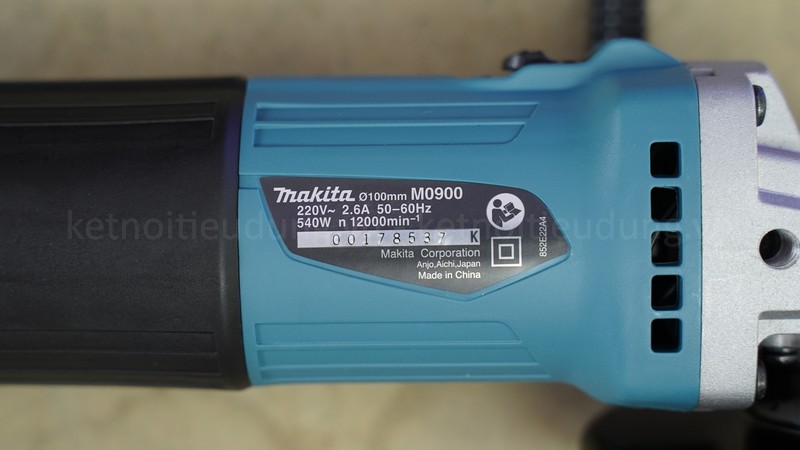 makita Ø100mm M0900
220V~ 2.6A 50–60Hz
540W n 12000min⁻¹
00178537 K
Makita Corporation
Anjo,Aichi,Japan
Made in China
852E22A4
ketnoitieudung.v